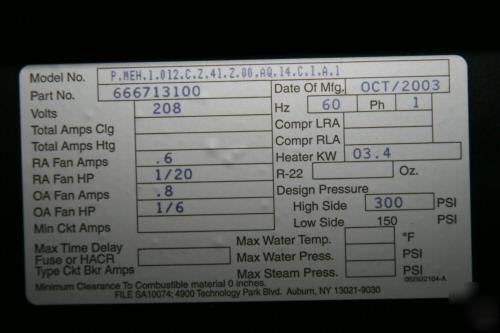 Model No. P.MEH.1.012.C.Z.41.Z.00.AQ.14.C.1.A.1
Part No. 666713100 Date Of Mfg. OCT/2003
Volts 208 Hz 60 Ph 1
Total Amps Clg Compr LRA
Total Amps Htg Compr RLA
RA Fan Amps .6 Heater KW 03.4
RA Fan HP 1/20 R-22 Oz.
OA Fan Amps .8 Design Pressure
OA Fan HP 1/6 High Side 300 PSI
Min Ckt Amps Low Side 150 PSI
Max Time Delay Max Water Temp. °F
Fuse or HACR Max Water Press. PSI
Type Ckt Bkr Amps Max Steam Press. PSI
Minimum Clearance To Combustible material 0 inches.
FILE SA10074; 4900 Technology Park Blvd. Auburn, NY 13021-9030